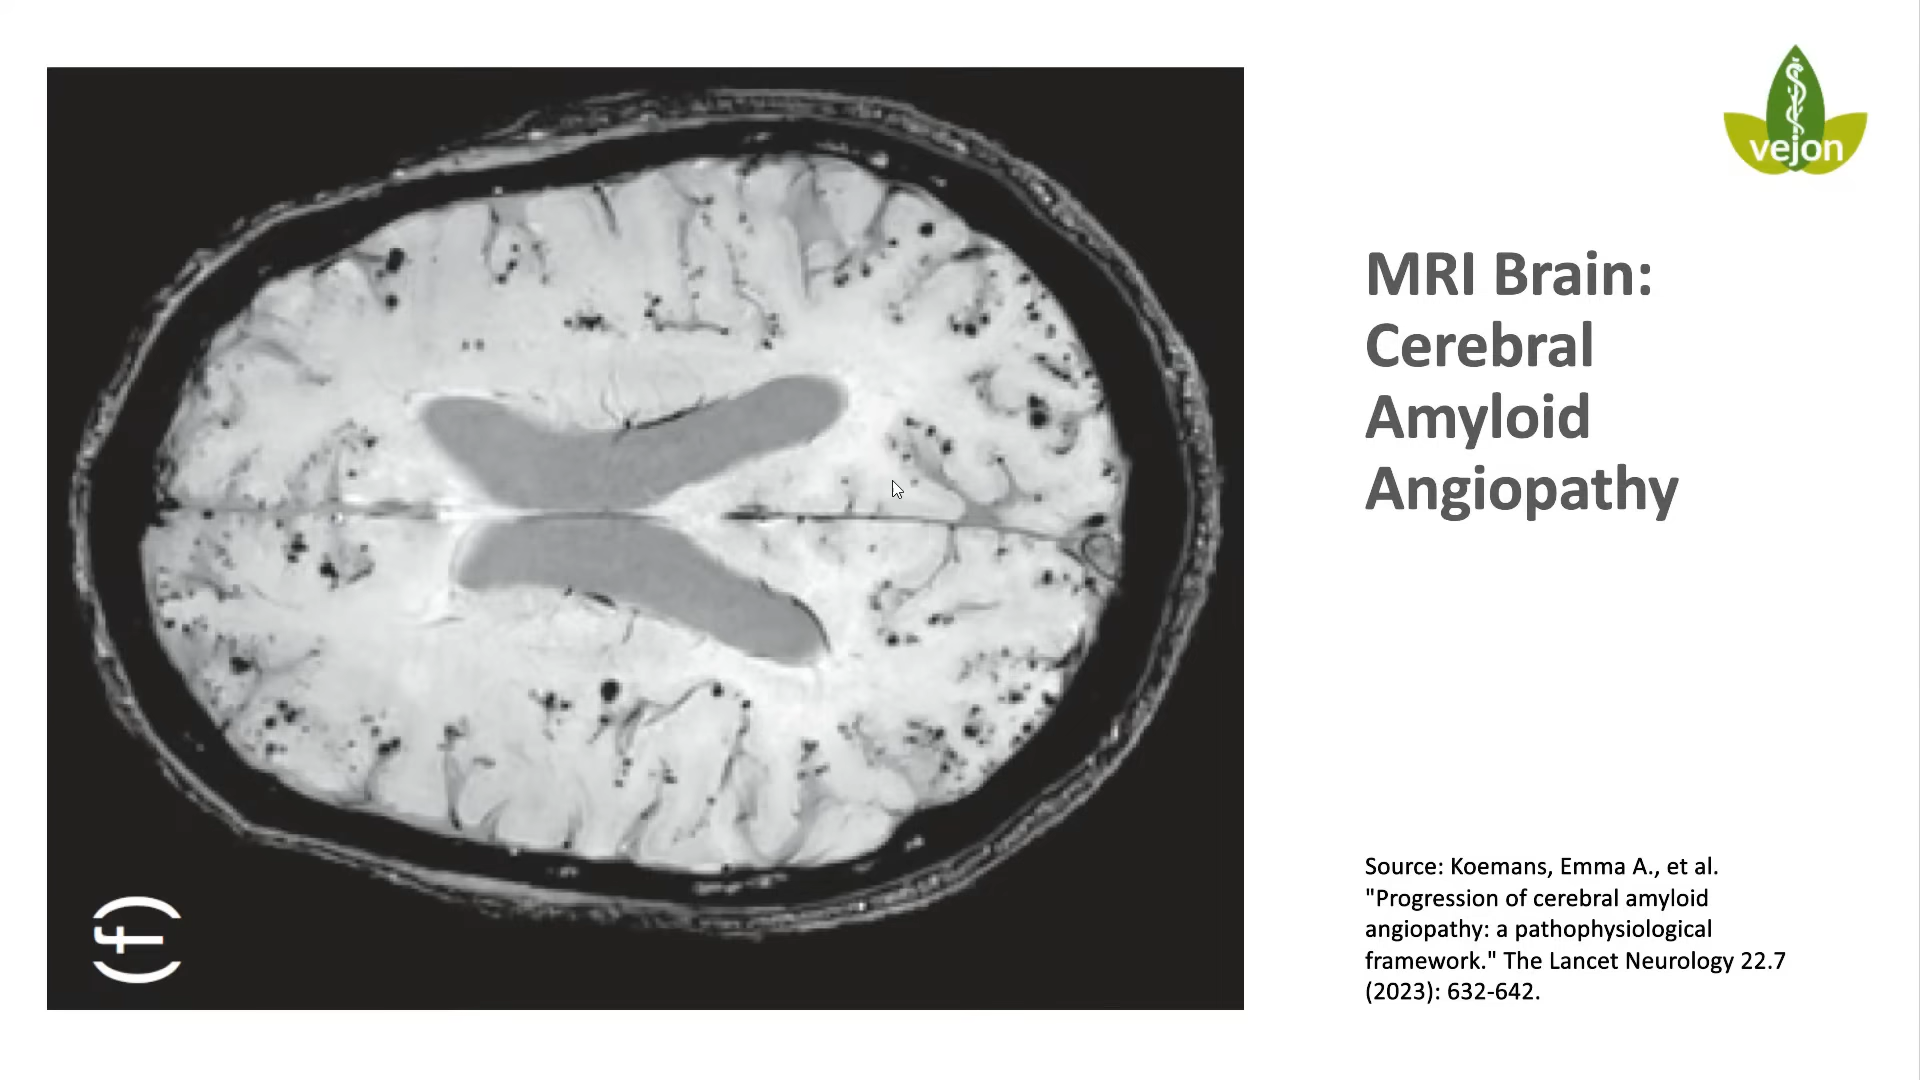 vejon
MRI Brain:
Cerebral
Amyloid
Angiopathy
(f)
Source: Koemans, Emma A., et al.
"Progression of cerebral amyloid
angiopathy: a pathophysiological
framework." The Lancet Neurology 22.7
(2023): 632-642.